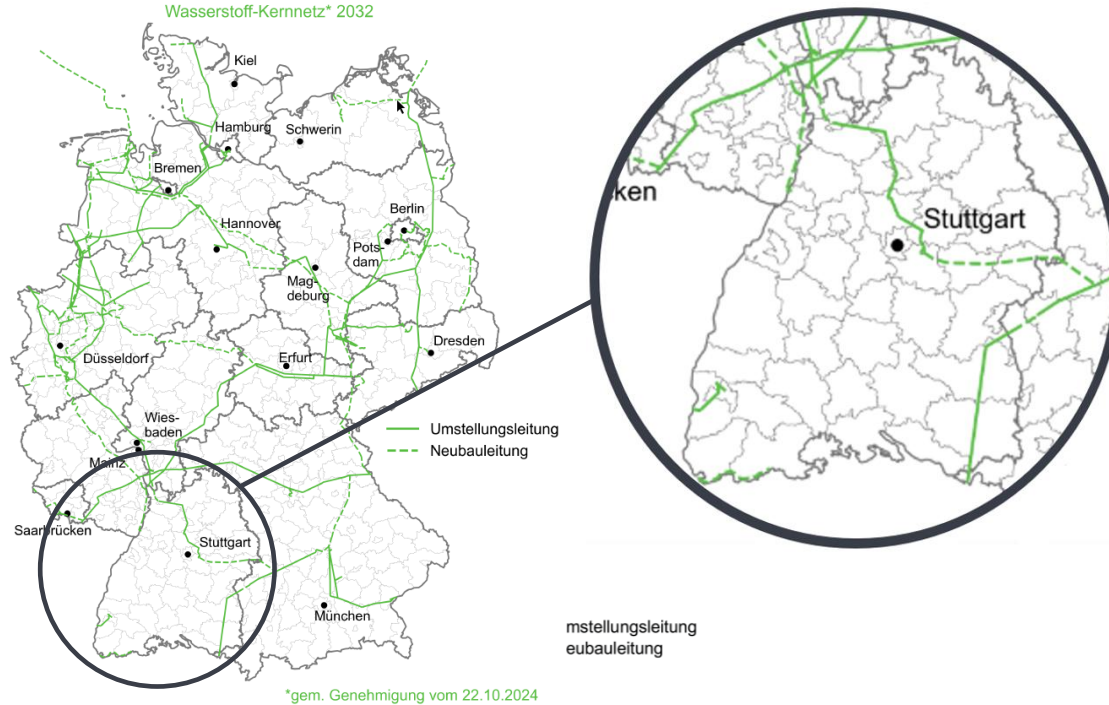 Wasserstoff-Kernnetz* 2032
Kiel
Hamburg
Schwerin
Bremen
Hannover
Berlin
Pots-
dam
Mag-
deburg
Düsseldorf
Erfurt
Dresden
Wies-
baden
Mainz
Umstellungsleitung
Neubauleitung
Saarbrücken
Stuttgart
München
*gem. Genehmigung vom 22.10.2024
ken
Stuttgart
mstellungsleitung
eubauleitung